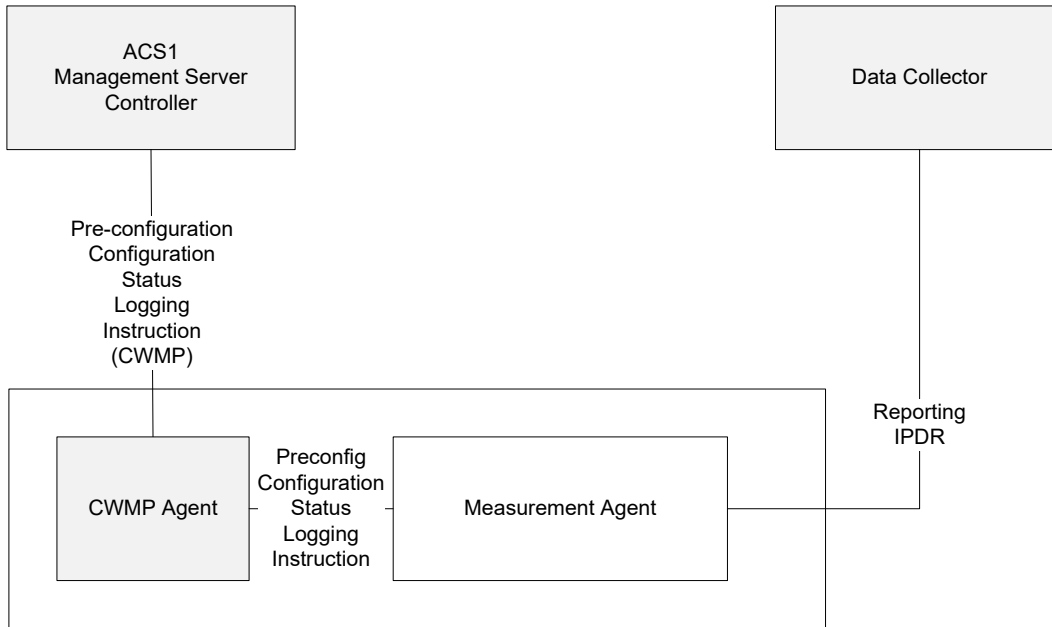 ACS1
Management Server
Controller
Data Collector
Pre-configuration
Configuration
Status
Logging
Instruction
(CWMP)
Reporting
IPDR
CWMP Agent
Preconfig
Configuration
Status
Logging
Instruction
Measurement Agent